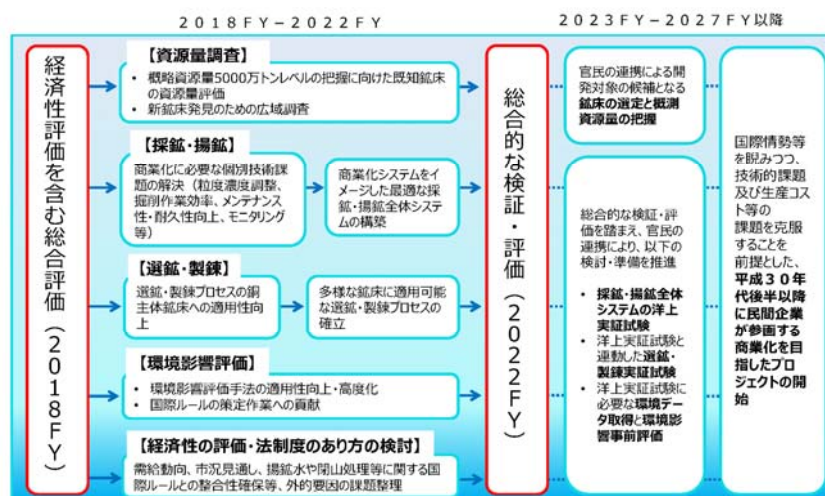 2018FY−2022FY
2023FY−2027FY以降
経済性評価を含む総合評価(2018FY)
【資源量調査】
• 概略資源量5000万トンレベルの把握に向けた既知鉱床
の資源量評価
• 新鉱床発見のための広域調査
【採鉱・揚鉱】
商業化に必要な個別技術課
題の解決(粒度濃度調整、
掘削作業効率、メンテナンス
性・耐久性向上、モニタリング
等)
商業化システムをイ
メージした最適な採
鉱・揚鉱全体システ
ムの構築
【選鉱・製錬】
選鉱・製錬プロセスの銅
主体鉱床への適用性向
上
多様な鉱床に適用可能
な選鉱・製錬プロセスの
確立
【環境影響評価】
• 環境影響評価手法の適用性向上・高度化
• 国際ルールの策定作業への貢献
【経済性の評価・法制度のあり方の検討】
需給動向、市況見通し、揚鉱水や閉山処理等に関する国
際ルールとの整合性確保等、外的要因の課題整理
総合的な検証・評価(2022FY)
官民の連携による開
発対象の候補となる
鉱床の選定と概測
資源量の把握
総合的な検証・評
価を踏まえ、官民の
連携により、以下の
検討・準備を推進
• 採鉱・揚鉱全体
システムの洋上
実証試験
• 洋上実証試験と
連動した選鉱・
製錬実証試験
• 洋上実証試験に
必要な環境デー
タ取得と環境影
響事前評価
国際情勢等
を睨みつつ、
技術的課題
及び生産コス
ト等の
課題を克服
することを
前提とした、
平成30年
代後半以降
に民間企業
が参画する
商業化を目
指したプロ
ジェクトの開
始